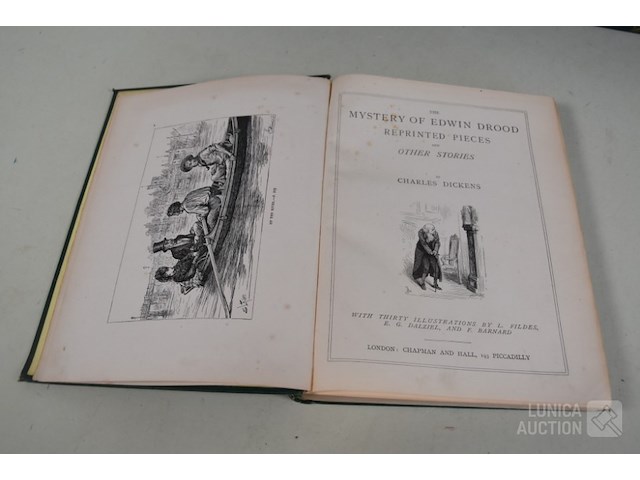 THE
MYSTERY OF EDWIN DROOD
REPRINTED PIECES
AND
OTHER STORIES
BY
CHARLES DICKENS
WITH THIRTY ILLUSTRATIONS BY L. FILDES,
E. G. DALZIEL, AND F. BARNARD
LONDON: CHAPMAN AND HALL, 193 PICCADILLY
LUNICA
AUCTION